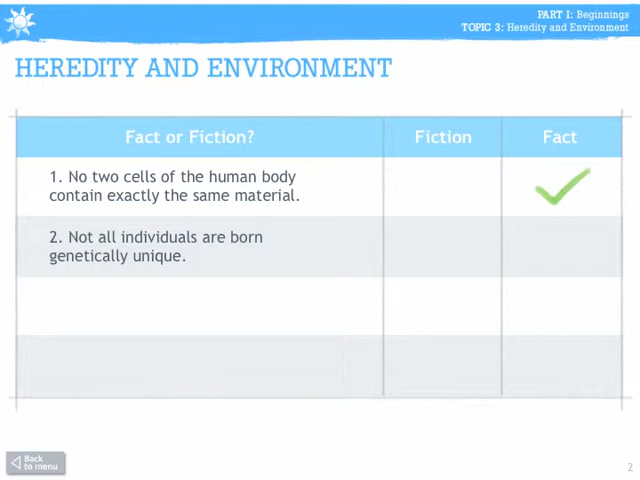 PART I: Beginnings
TOPIC 3: Heredity and Environment
HEREDITY AND ENVIRONMENT
Fact or Fiction? Fiction Fact
1. No two cells of the human body
contain exactly the same material.
2. Not all individuals are born
genetically unique.
Back
to menu
2